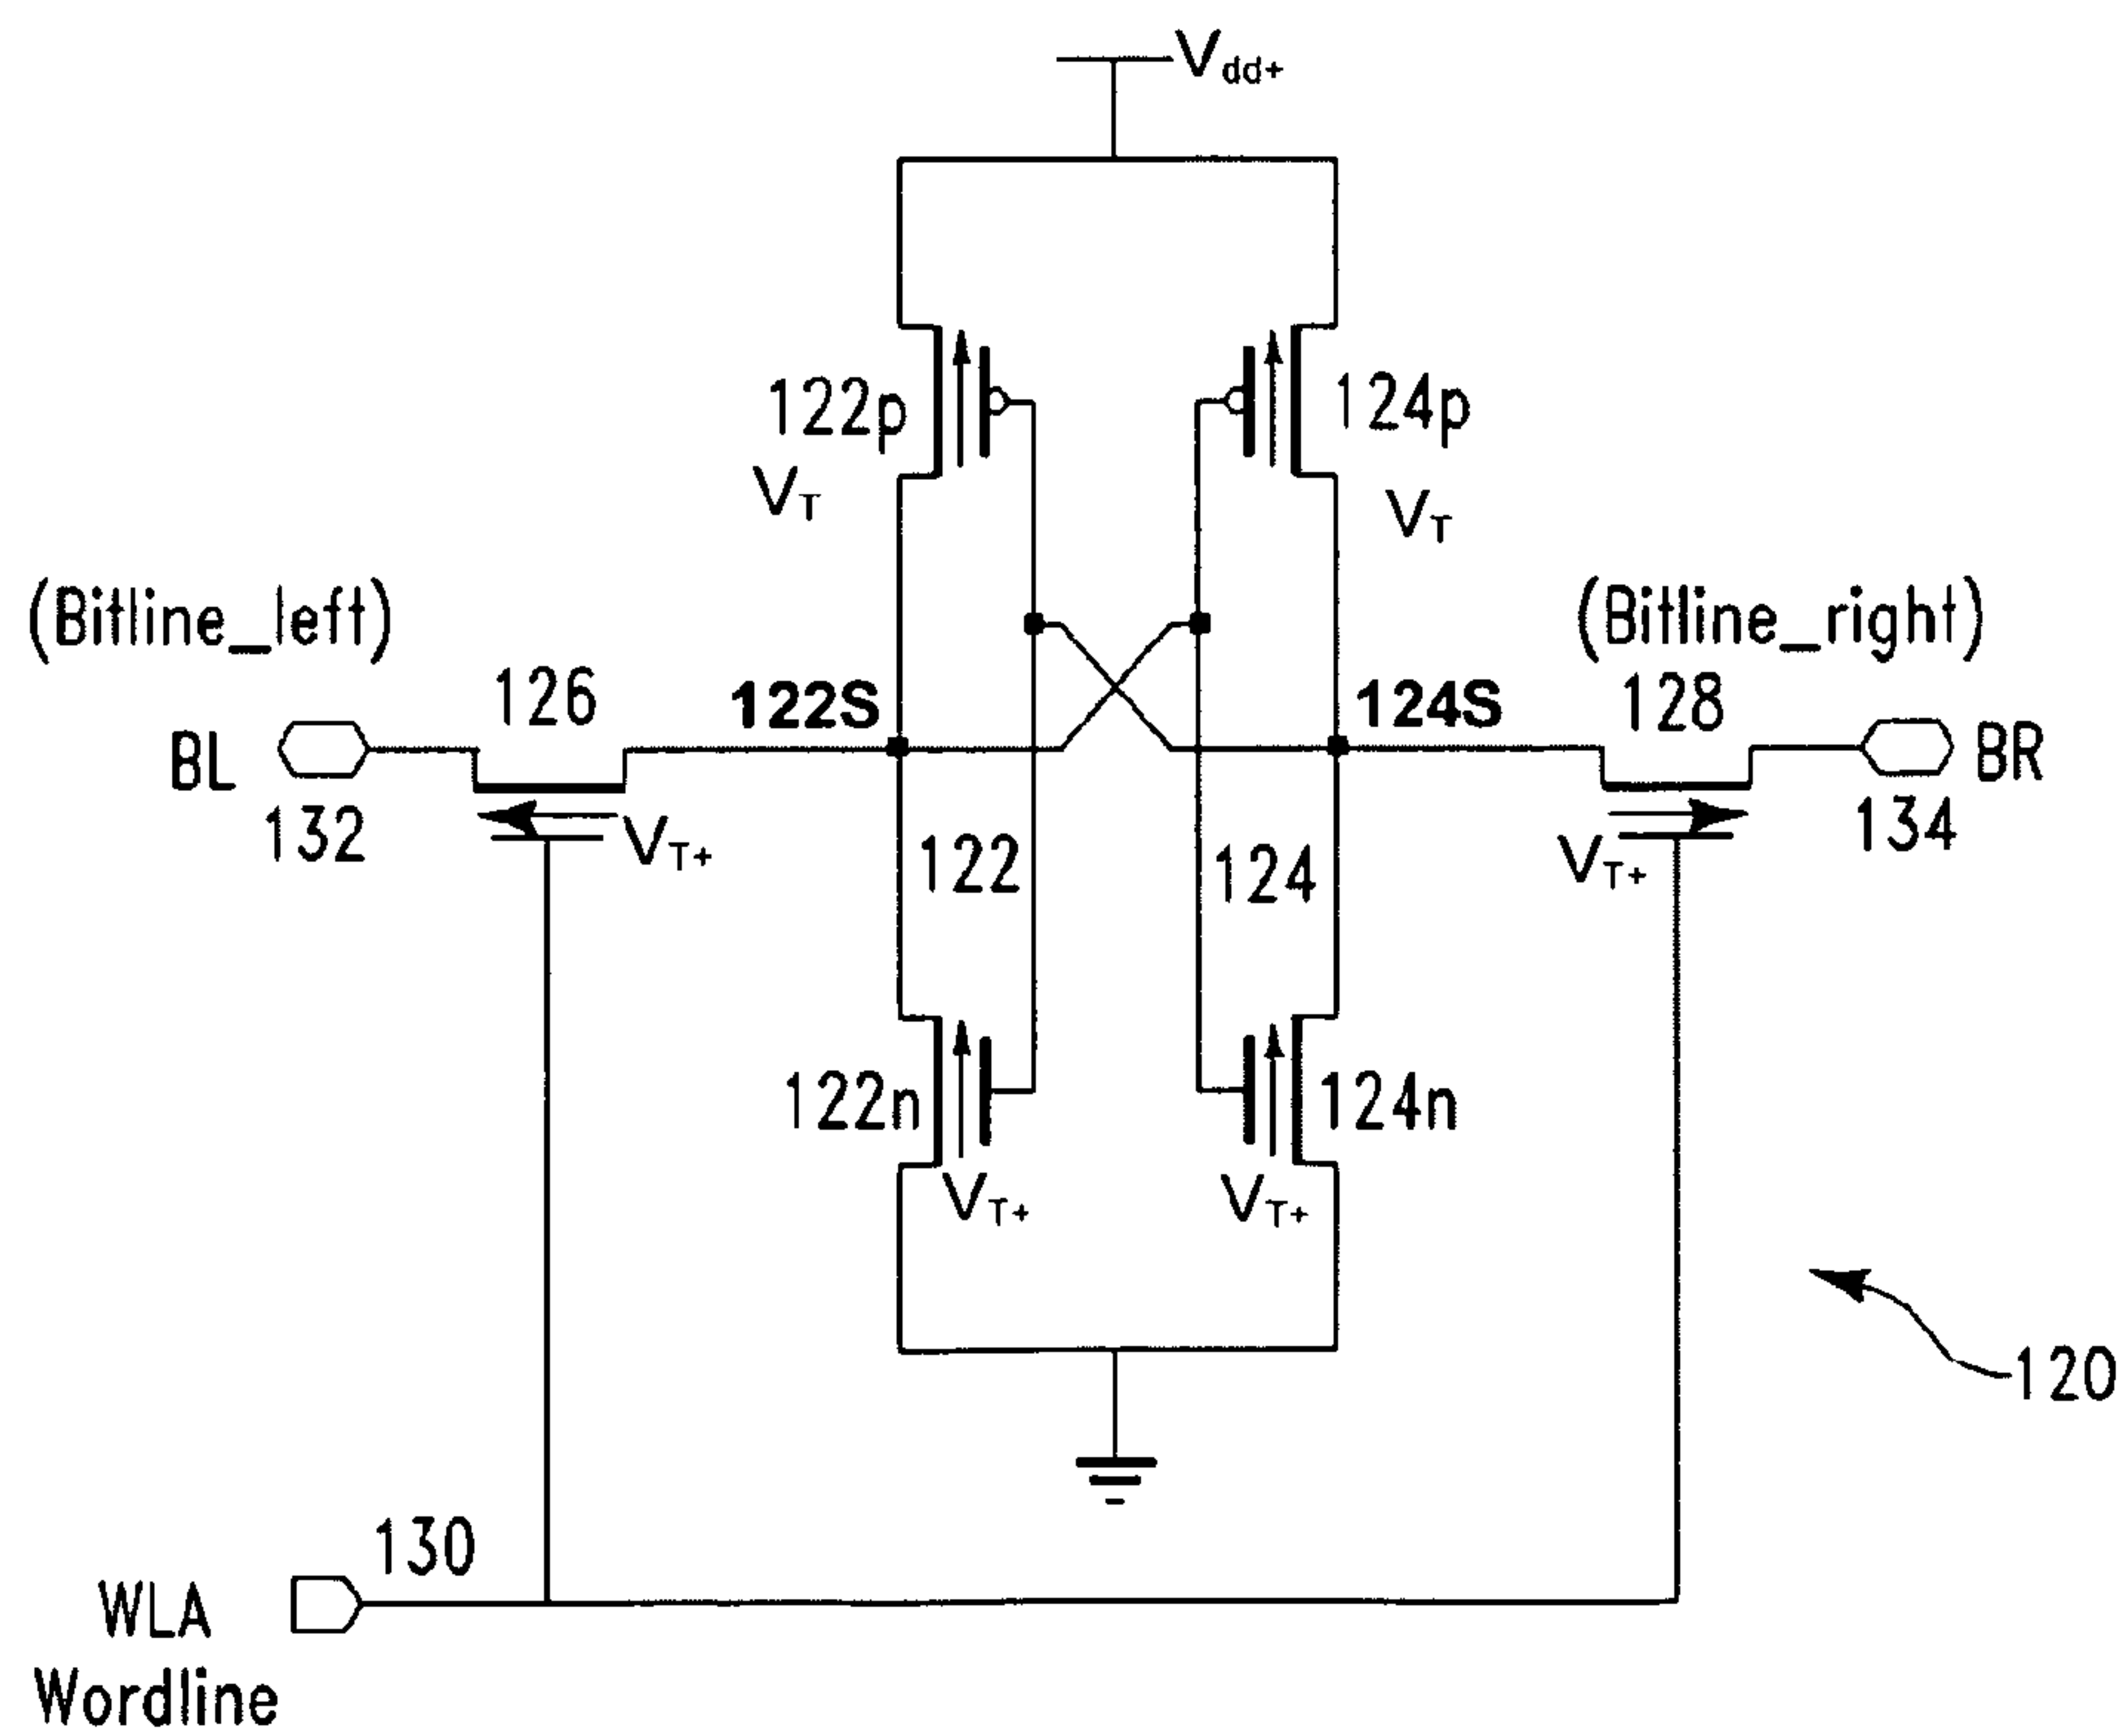 Vdd+
122p
124p
VT
VT
(Bitline_left)
(Bitline_right)
126
122S
124S
128
BL
BR
132
VT+
122
124
VT+
134
122n
124n
VT+
VT+
120
130
WLA
Wordline